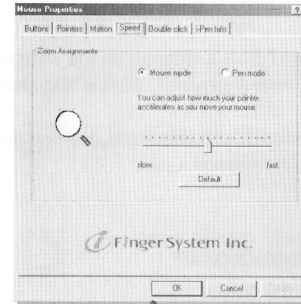 Mouse Properties
?
Buttons Pointers Motion Speed Double click i-Pen Info
Zoom Assignments
Mouse mode Pen mode
You can adjust how much your pointer
accelerates as you move your mouse.
slow fast
Default
FingerSystem Inc.
OK Cancel